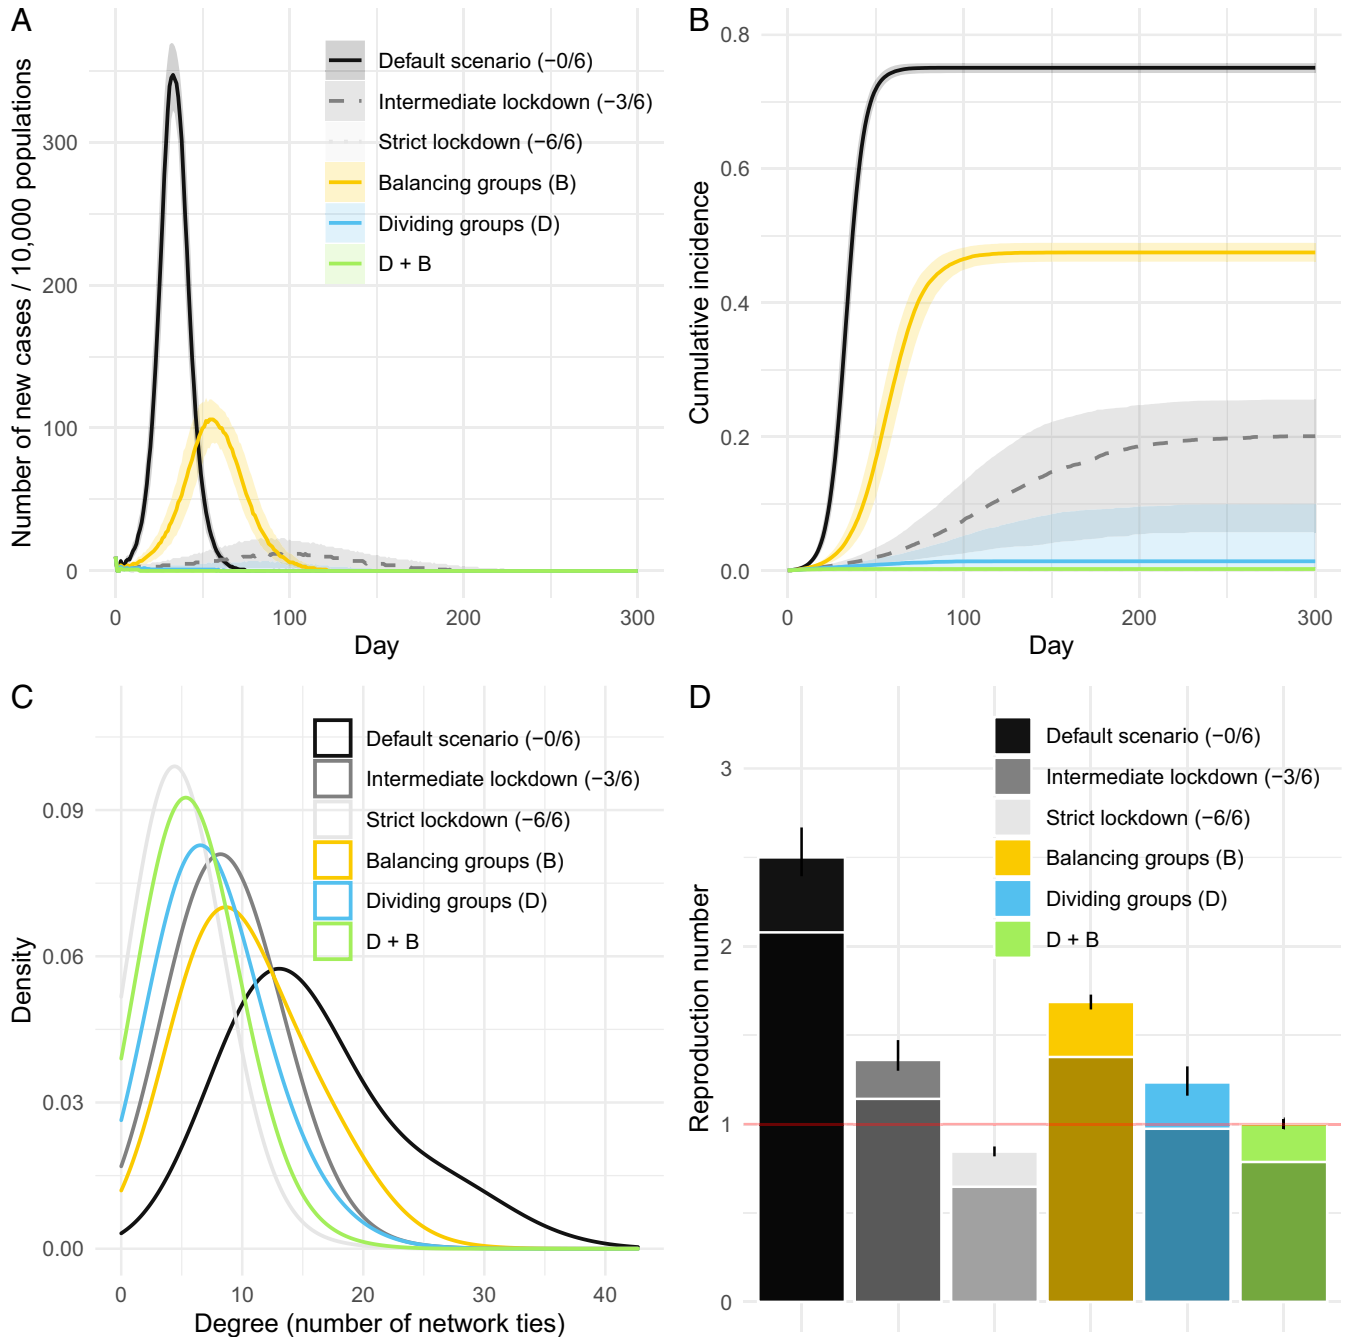 A
Number of new cases / 10,000 populations
300
200
100
0
0
100
200
300
Day
Default scenario (−0/6)
Intermediate lockdown (−3/6)
Strict lockdown (−6/6)
Balancing groups (B)
Dividing groups (D)
D + B
B
Cumulative incidence
0.8
0.6
0.4
0.2
0.0
0
100
200
300
Day
C
Density
0.09
0.06
0.03
0.00
0
10
20
30
40
Degree (number of network ties)
Default scenario (−0/6)
Intermediate lockdown (−3/6)
Strict lockdown (−6/6)
Balancing groups (B)
Dividing groups (D)
D + B
D
Reproduction number
3
2
1
0
Default scenario (−0/6)
Intermediate lockdown (−3/6)
Strict lockdown (−6/6)
Balancing groups (B)
Dividing groups (D)
D + B